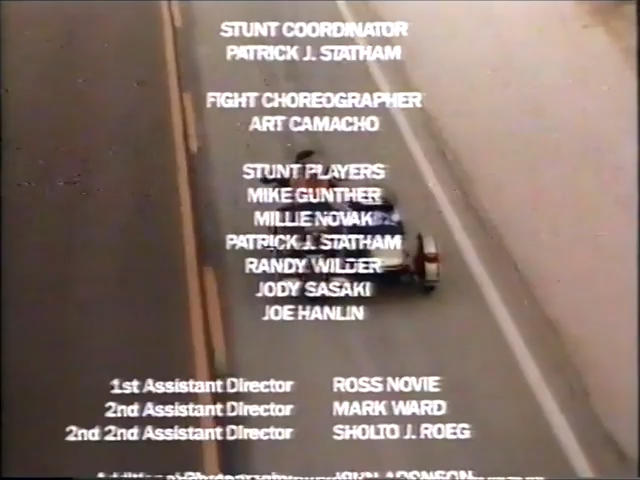 STUNT COORDINATOR
PATRICK J. STATHAM
FIGHT CHOREOGRAPHER
ART CAMACHO
STUNT PLAYERS
MIKE GUNTHER
MILLIE NOVAK
PATRICK J. STATHAM
RANDY WILDER
JODY SASAKI
JOE HANLIN
1st Assistant Director ROSS NOVIE
2nd Assistant Director MARK WARD
2nd 2nd Assistant Director SHOLTO J. ROEG